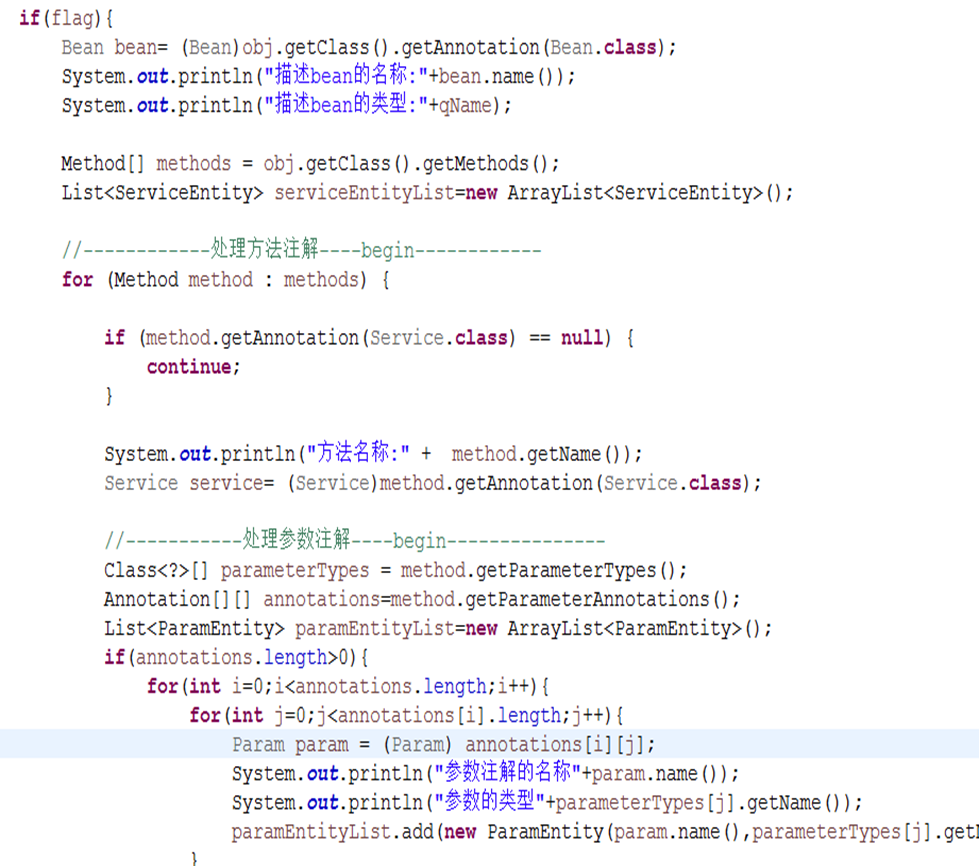 if(flag){
Bean bean= (Bean)obj.getClass().getAnnotation(Bean.class);
System.out.println("描述bean的名称:"+bean.name());
System.out.println("描述bean的类型:"+qName);
Method[] methods = obj.getClass().getMethods();
List<ServiceEntity> serviceEntityList=new ArrayList<ServiceEntity>();
//------------处理方法注解----begin------------
for (Method method : methods) {
if (method.getAnnotation(Service.class) == null) {
continue;
}
System.out.println("方法名称:" +  method.getName());
Service service= (Service)method.getAnnotation(Service.class);
//-----------处理参数注解----begin---------------
Class<?>[] parameterTypes = method.getParameterTypes();
Annotation[][] annotations=method.getParameterAnnotations();
List<ParamEntity> paramEntityList=new ArrayList<ParamEntity>();
if(annotations.length>0){
for(int i=0;i<annotations.length;i++){
for(int j=0;j<annotations[i].length;j++){
Param param = (Param) annotations[i][j];
System.out.println("参数注解的名称"+param.name());
System.out.println("参数的类型"+parameterTypes[j].getName());
paramEntityList.add(new ParamEntity(param.name(),parameterTypes[j].get
}